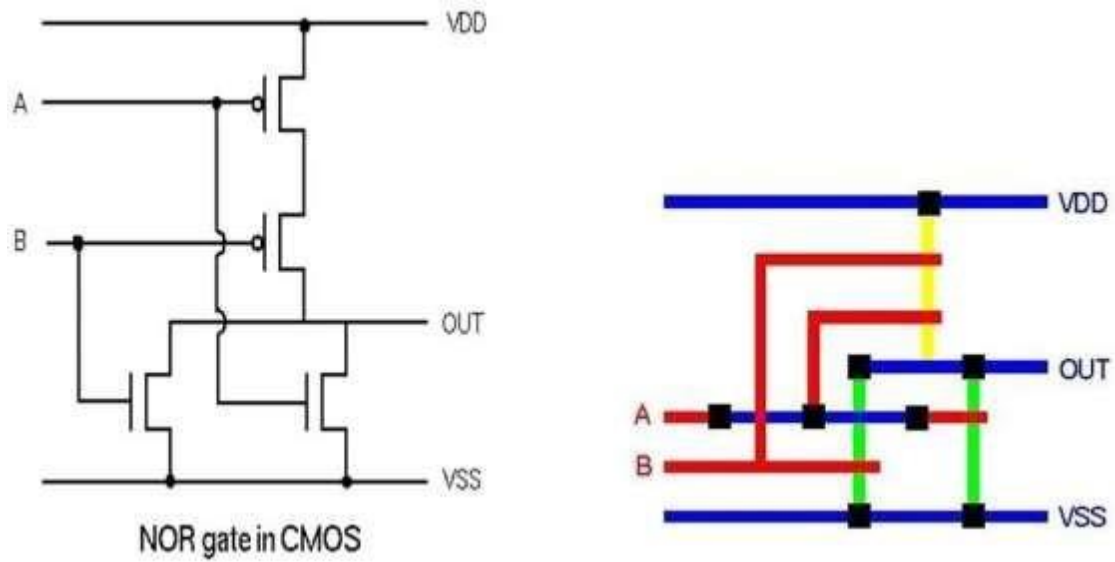 VDD
A
B
OUT
VSS
NOR gate in CMOS
VDD
OUT
A
B
VSS